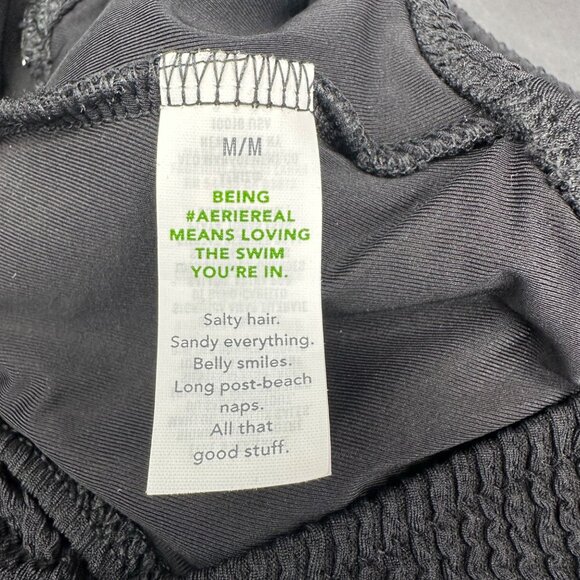 M/M
BEING
#AERIEREAL
MEANS LOVING
THE SWIM
YOU'RE IN.
Salty hair.
Sandy everything.
Belly smiles.
Long post-beach
naps.
All that
good stuff.